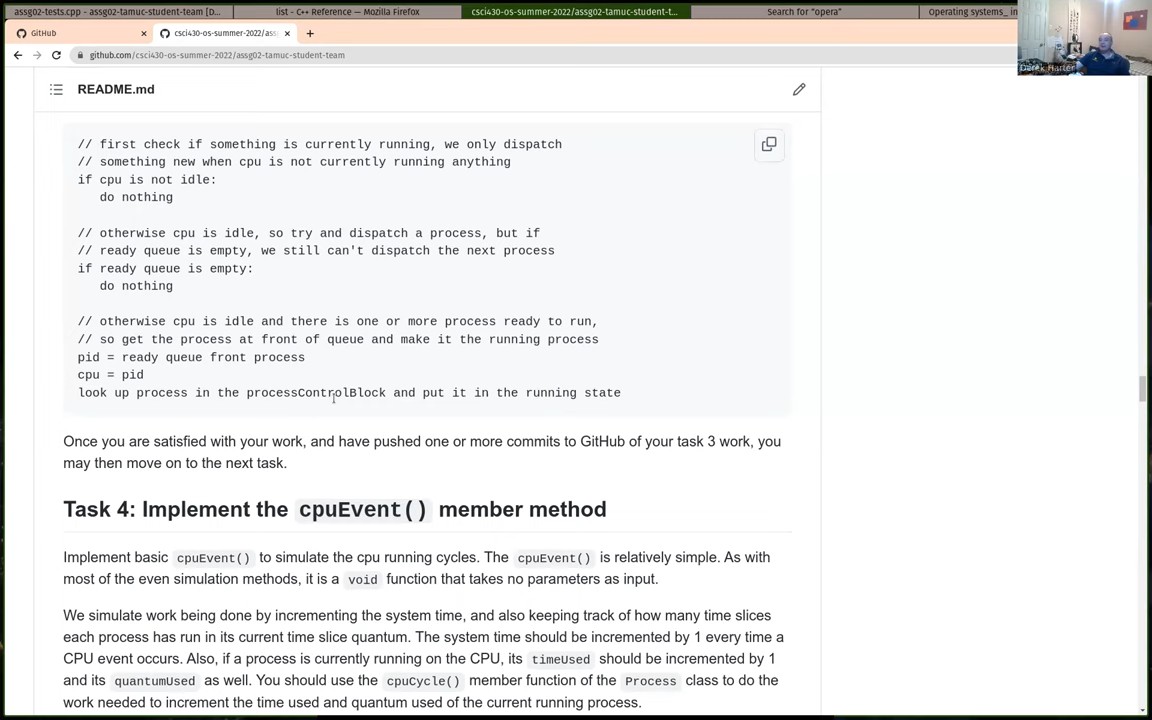 assg02-tests.cpp - assg02-tamuc-student-team [D...
list - C++ Reference — Mozilla Firefox
csci430-os-summer-2022/assg02-tamuc-student-t...
Search for "opera"
Operating systems_ in
GitHub
csci430-os-summer-2022/assg
github.com/csci430-os-summer-2022/assg02-tamuc-student-team
Derek Harter
README.md
// first check if something is currently running, we only dispatch
// something new when cpu is not currently running anything
if cpu is not idle:
do nothing
// otherwise cpu is idle, so try and dispatch a process, but if
// ready queue is empty, we still can't dispatch the next process
if ready queue is empty:
do nothing
// otherwise cpu is idle and there is one or more process ready to run,
// so get the process at front of queue and make it the running process
pid = ready queue front process
cpu = pid
look up process in the processControlBlock and put it in the running state
Once you are satisfied with your work, and have pushed one or more commits to GitHub of your task 3 work, you
may then move on to the next task.
Task 4: Implement the cpuEvent() member method
Implement basic cpuEvent() to simulate the cpu running cycles. The cpuEvent() is relatively simple. As with
most of the even simulation methods, it is a void function that takes no parameters as input.
We simulate work being done by incrementing the system time, and also keeping track of how many time slices
each process has run in its current time slice quantum. The system time should be incremented by 1 every time a
CPU event occurs. Also, if a process is currently running on the CPU, its timeUsed should be incremented by 1
and its quantumUsed as well. You should use the cpuCycle() member function of the Process class to do the
work needed to increment the time used and quantum used of the current running process.